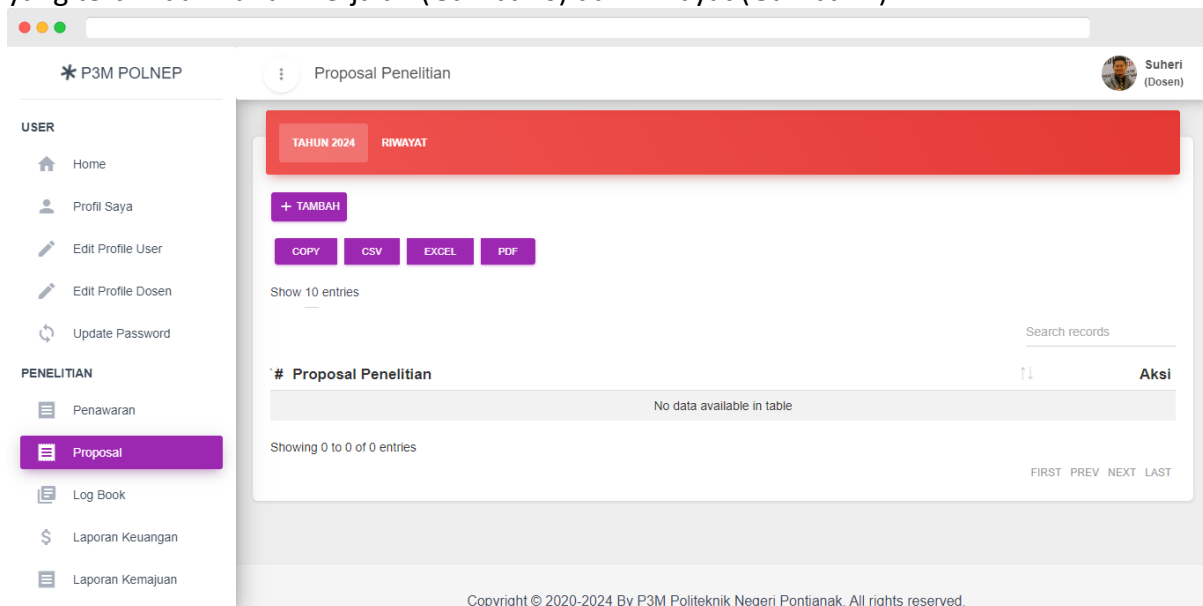 P3M POLNEP
Proposal Penelitian
Suheri
(Dosen)
USER
Home
Profil Saya
Edit Profile User
Edit Profile Dosen
Update Password
PENELITIAN
Penawaran
Proposal
Log Book
Laporan Keuangan
Laporan Kemajuan
TAHUN 2024 RIWAYAT
+ TAMBAH
COPY CSV EXCEL PDF
Show 10 entries
Search records
# Proposal Penelitian Aksi
No data available in table
Showing 0 to 0 of 0 entries
FIRST PREV NEXT LAST
Copyright © 2020-2024 By P3M Politeknik Negeri Pontianak. All rights reserved.